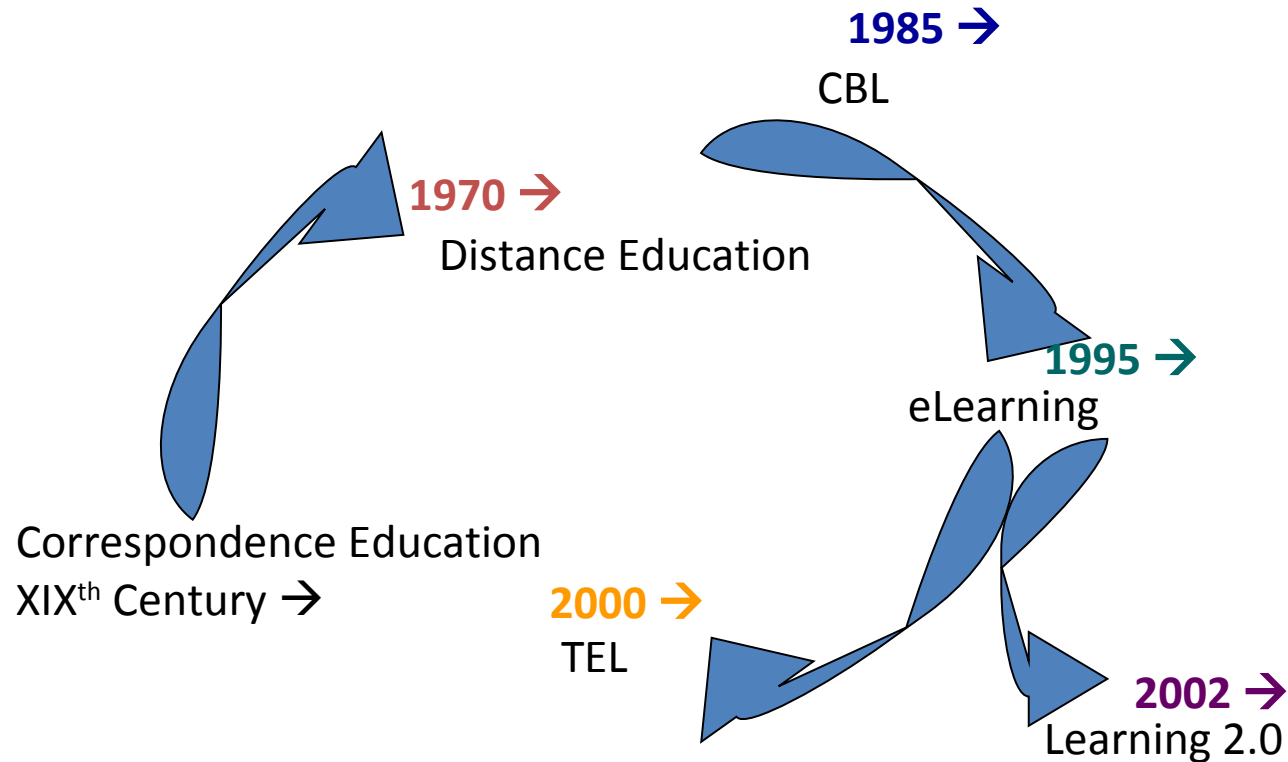 1985 →
CBL
1970 →
Distance Education
1995 →
eLearning
Correspondence Education
XIXth Century →
2000 →
TEL
2002 →
Learning 2.0